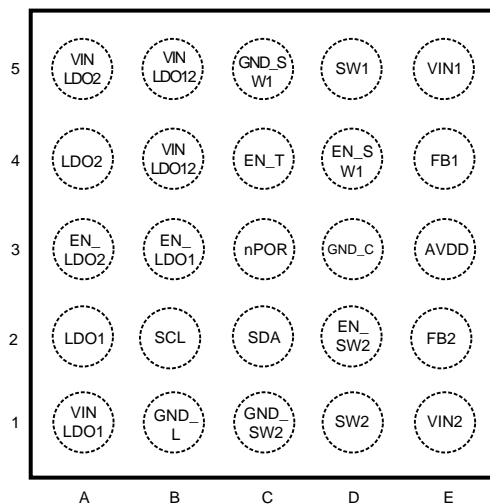 5
VIN
LDO2
VIN
LDO12
GND_S
W1
SW1
VIN1
4
LDO2
VIN
LDO12
EN_T
EN_S
W1
FB1
3
EN_
LDO2
EN_
LDO1
nPOR
GND_C
AVDD
2
LDO1
SCL
SDA
EN_
SW2
FB2
1
VIN
LDO1
GND_
L
GND_
SW2
SW2
VIN2
A B C D E